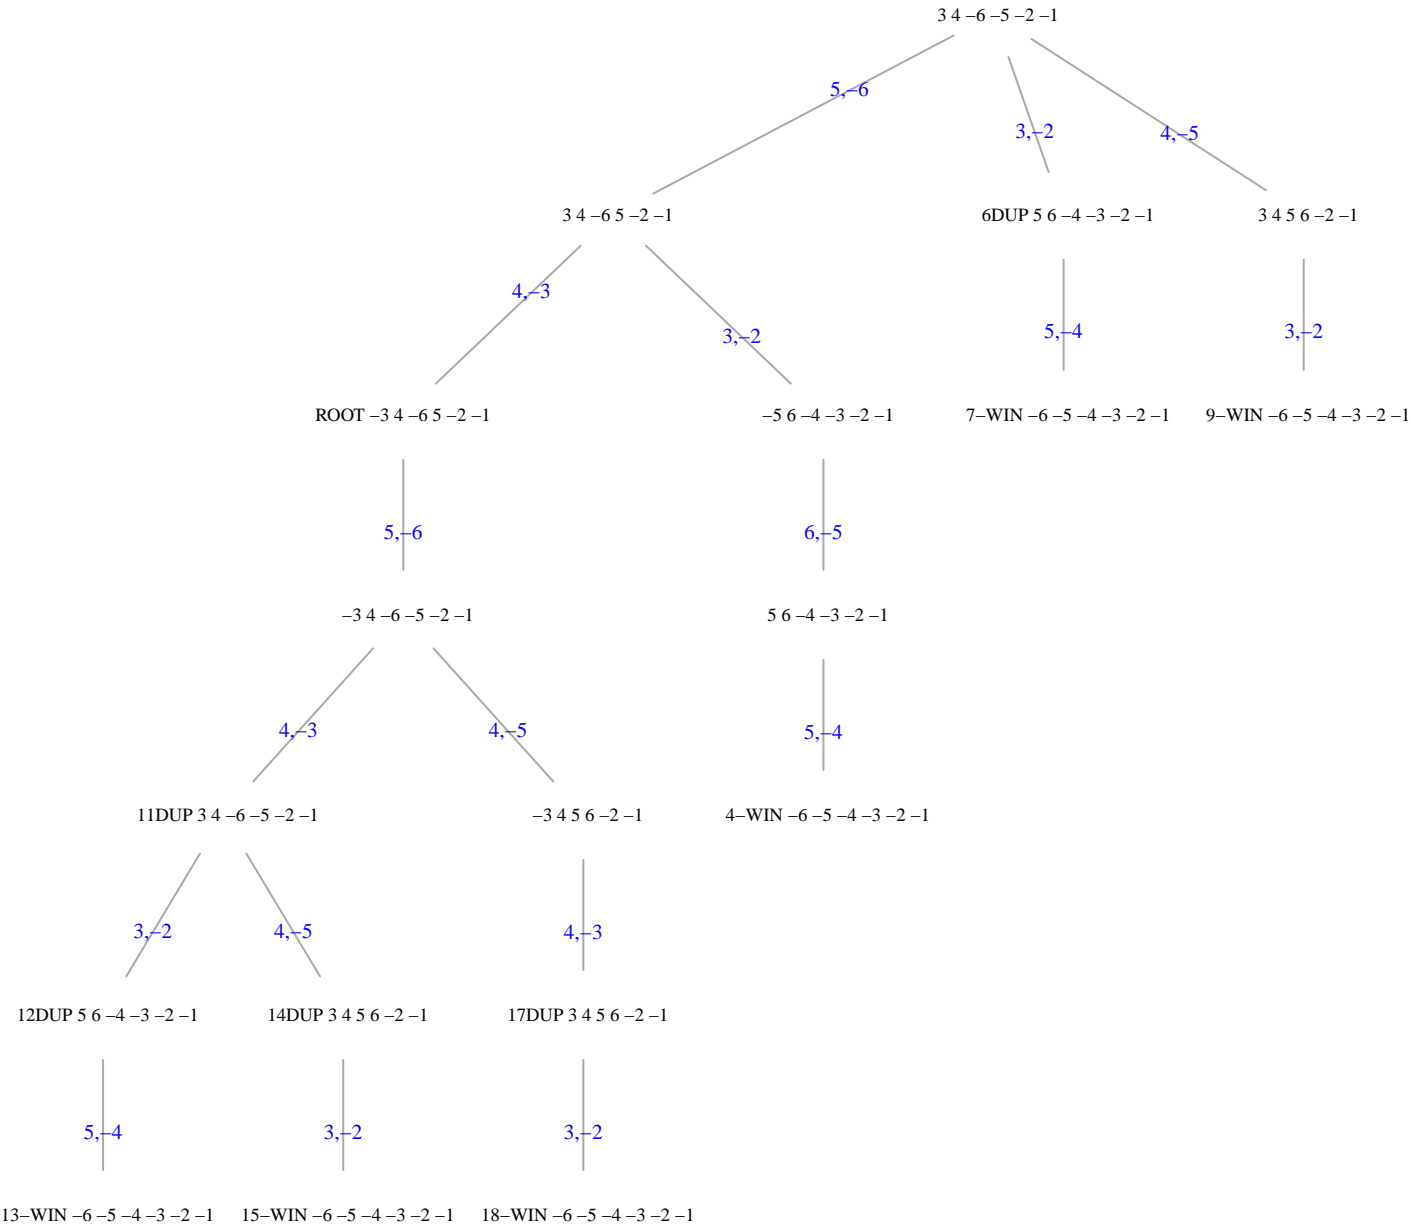 3 4 –6 –5 –2 –1
5,–6
3,–2
4,–5
3 4 –6 5 –2 –1
6DUP 5 6 –4 –3 –2 –1
3 4 5 6 –2 –1
4,–3
3,–2
5,–4
3,–2
ROOT –3 4 –6 5 –2 –1
–5 6 –4 –3 –2 –1
7–WIN –6 –5 –4 –3 –2 –1
9–WIN –6 –5 –4 –3 –2 –1
5,–6
6,–5
–3 4 –6 –5 –2 –1
5 6 –4 –3 –2 –1
4,–3
4,–5
5,–4
11DUP 3 4 –6 –5 –2 –1
–3 4 5 6 –2 –1
4–WIN –6 –5 –4 –3 –2 –1
3,–2
4,–5
4,–3
12DUP 5 6 –4 –3 –2 –1
14DUP 3 4 5 6 –2 –1
17DUP 3 4 5 6 –2 –1
5,–4
3,–2
3,–2
13–WIN –6 –5 –4 –3 –2 –1
15–WIN –6 –5 –4 –3 –2 –1
18–WIN –6 –5 –4 –3 –2 –1